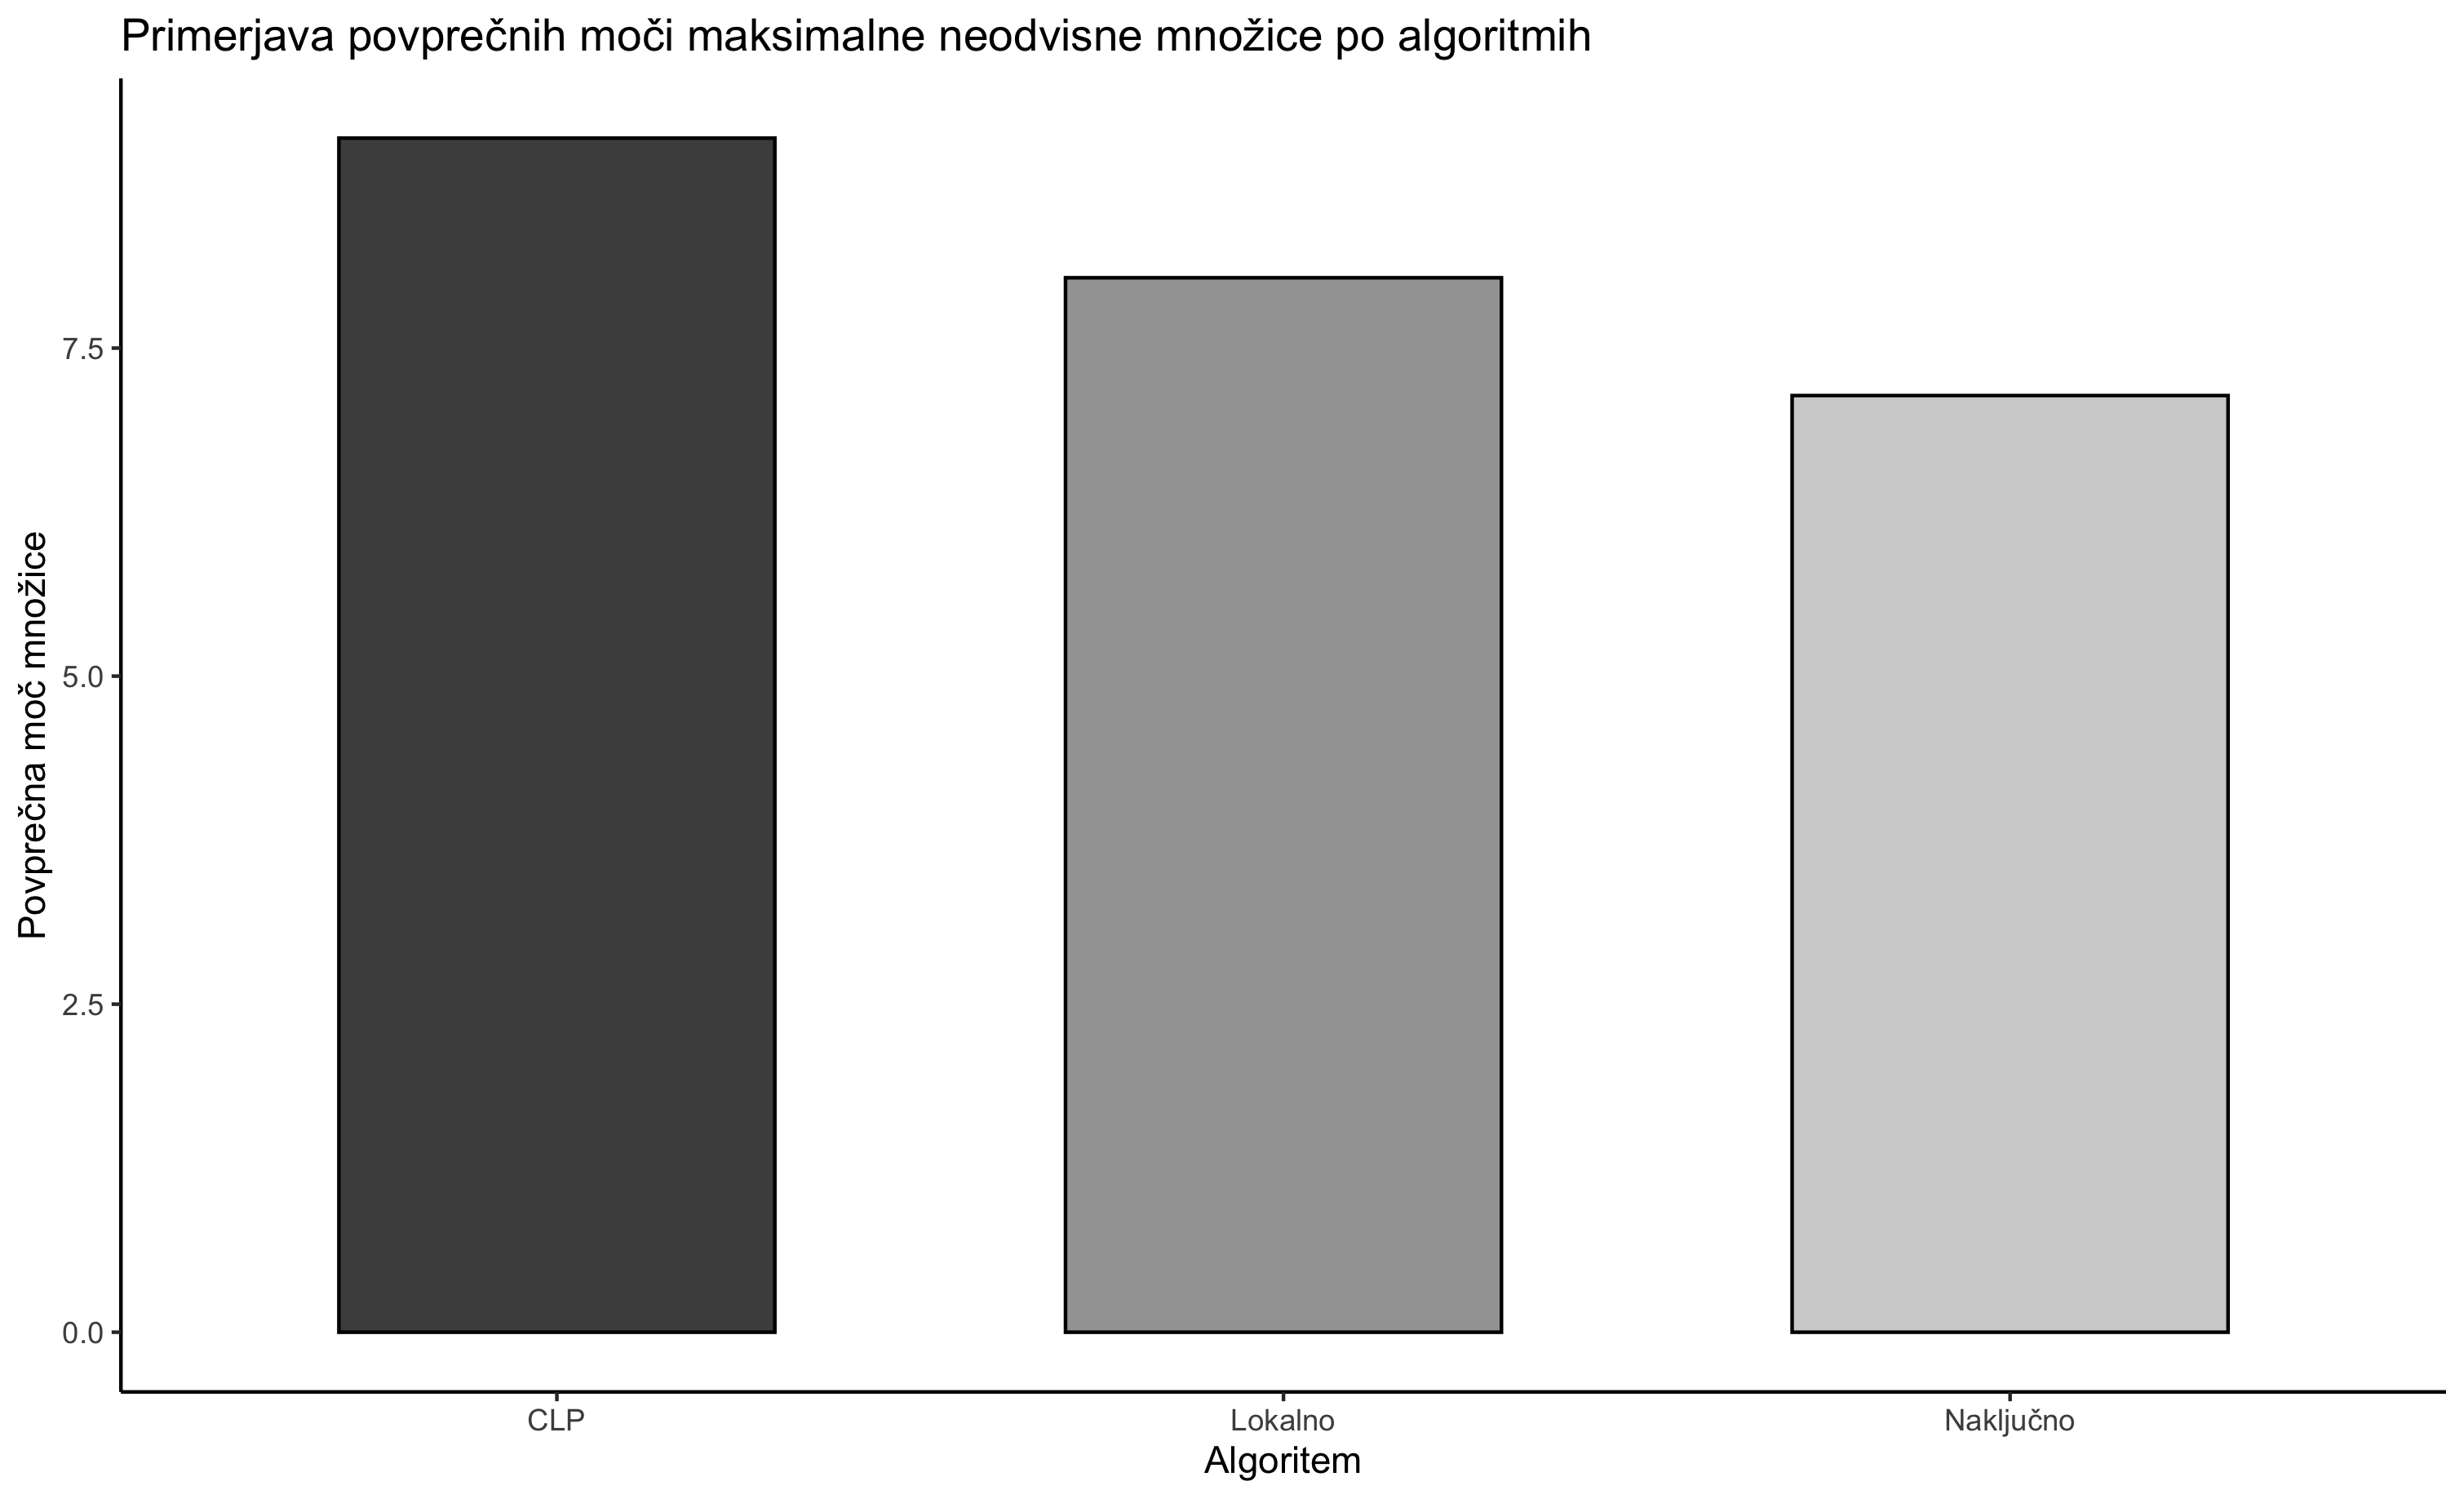 Primerjava povprečnih moči maksimalne neodvisne množice po algoritmih
Povprečna moč množice
7.5
5.0
2.5
0.0
CLP
Lokalno
Naključno
Algoritem